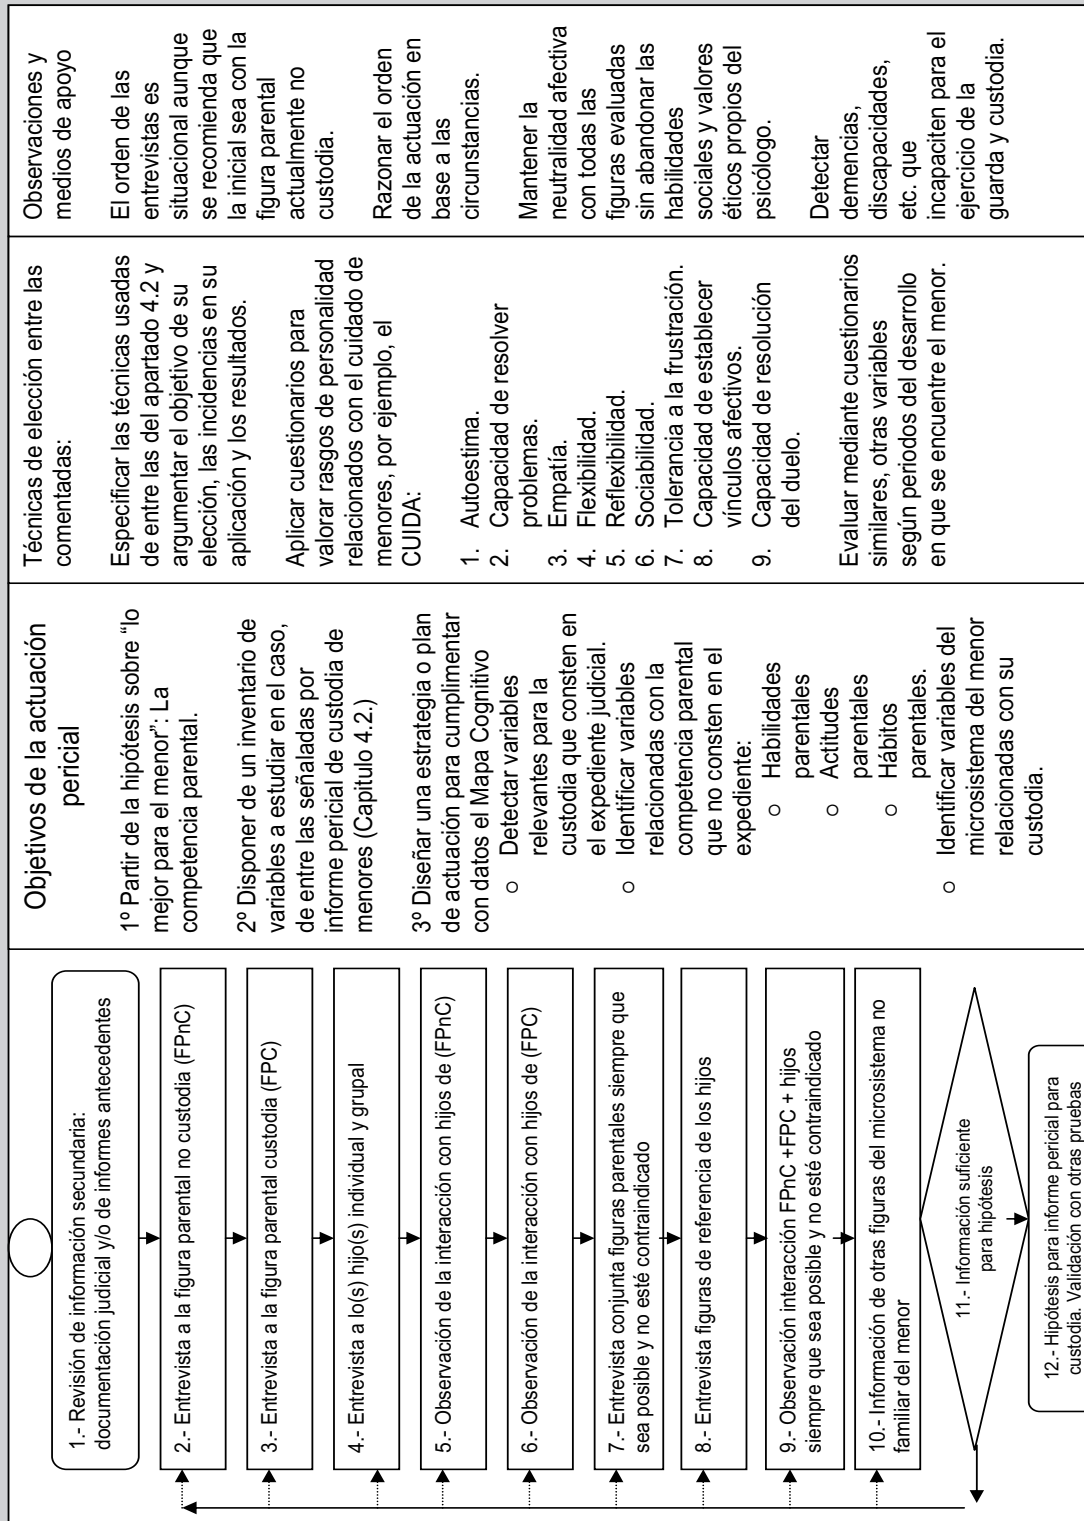 1.- Revisión de información secundaria:
documentación judicial y/o de informes antecedentes
2.- Entrevista a la figura parental no custodia (FPnC)
3.- Entrevista a la figura parental custodia (FPC)
4.- Entrevista a lo(s) hijo(s) individual y grupal
5.- Observación de la interacción con hijos de (FPnC)
6.- Observación de la interacción con hijos de (FPC)
7.- Entrevista conjunta figuras parentales siempre que
sea posible y no esté contraindicado
8.- Entrevista figuras de referencia de los hijos
9.- Observación interacción FPnC +FPC + hijos
siempre que sea posible y no esté contraindicado
10.- Información de otras figuras del microsistema no
familiar del menor
11.- Información suficiente
para hipótesis
12.- Hipótesis para informe pericial para
custodia. Validación con otras pruebas
Objetivos de la actuación
pericial
1º Partir de la hipótesis sobre “lo
mejor para el menor”: La
competencia parental.
2º Disponer de un inventario de
variables a estudiar en el caso,
de entre las señaladas por
informe pericial de custodia de
menores (Capítulo 4.2.)
3º Diseñar una estrategia o plan
de actuación para cumplimentar
con datos el Mapa Cognitivo
o Detectar variables
relevantes para la
custodia que consten en
el expediente judicial.
o Identificar variables
relacionadas con la
competencia parental
que no consten en el
expediente:
o Habilidades
parentales
o Actitudes
parentales
o Hábitos
parentales.
o Identificar variables del
microsistema del menor
relacionadas con su
custodia.
Técnicas de elección entre las
comentadas:
Especificar las técnicas usadas
de entre las del apartado 4.2 y
argumentar el objetivo de su
elección, las incidencias en su
aplicación y los resultados.
Aplicar cuestionarios para
valorar rasgos de personalidad
relacionados con el cuidado de
menores, por ejemplo, el
CUIDA:
1. Autoestima.
2. Capacidad de resolver
problemas.
3. Empatía.
4. Flexibilidad.
5. Reflexibilidad.
6. Sociabilidad.
7. Tolerancia a la frustración.
8. Capacidad de establecer
vínculos afectivos.
9. Capacidad de resolución
del duelo.
Evaluar mediante cuestionarios
similares, otras variables
según periodos del desarrollo
en que se encuentre el menor.
Observaciones y
medios de apoyo
El orden de las
entrevistas es
situacional aunque
se recomienda que
la inicial sea con la
figura parental
actualmente no
custodia.
Razonar el orden
de la actuación en
base a las
circunstancias.
Mantener la
neutralidad afectiva
con todas las
figuras evaluadas
sin abandonar las
habilidades
sociales y valores
éticos propios del
psicólogo.
Detectar
demencias,
discapacidades,
etc. que
incapaciten para el
ejercicio de la
guarda y custodia.